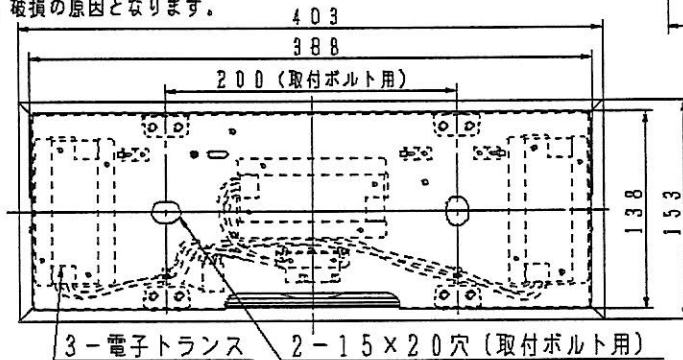 破損の原因となります。
403
388
200(取付ボルト用)
138
153
3-電子トランス
2-15×20穴(取付ボルト用)